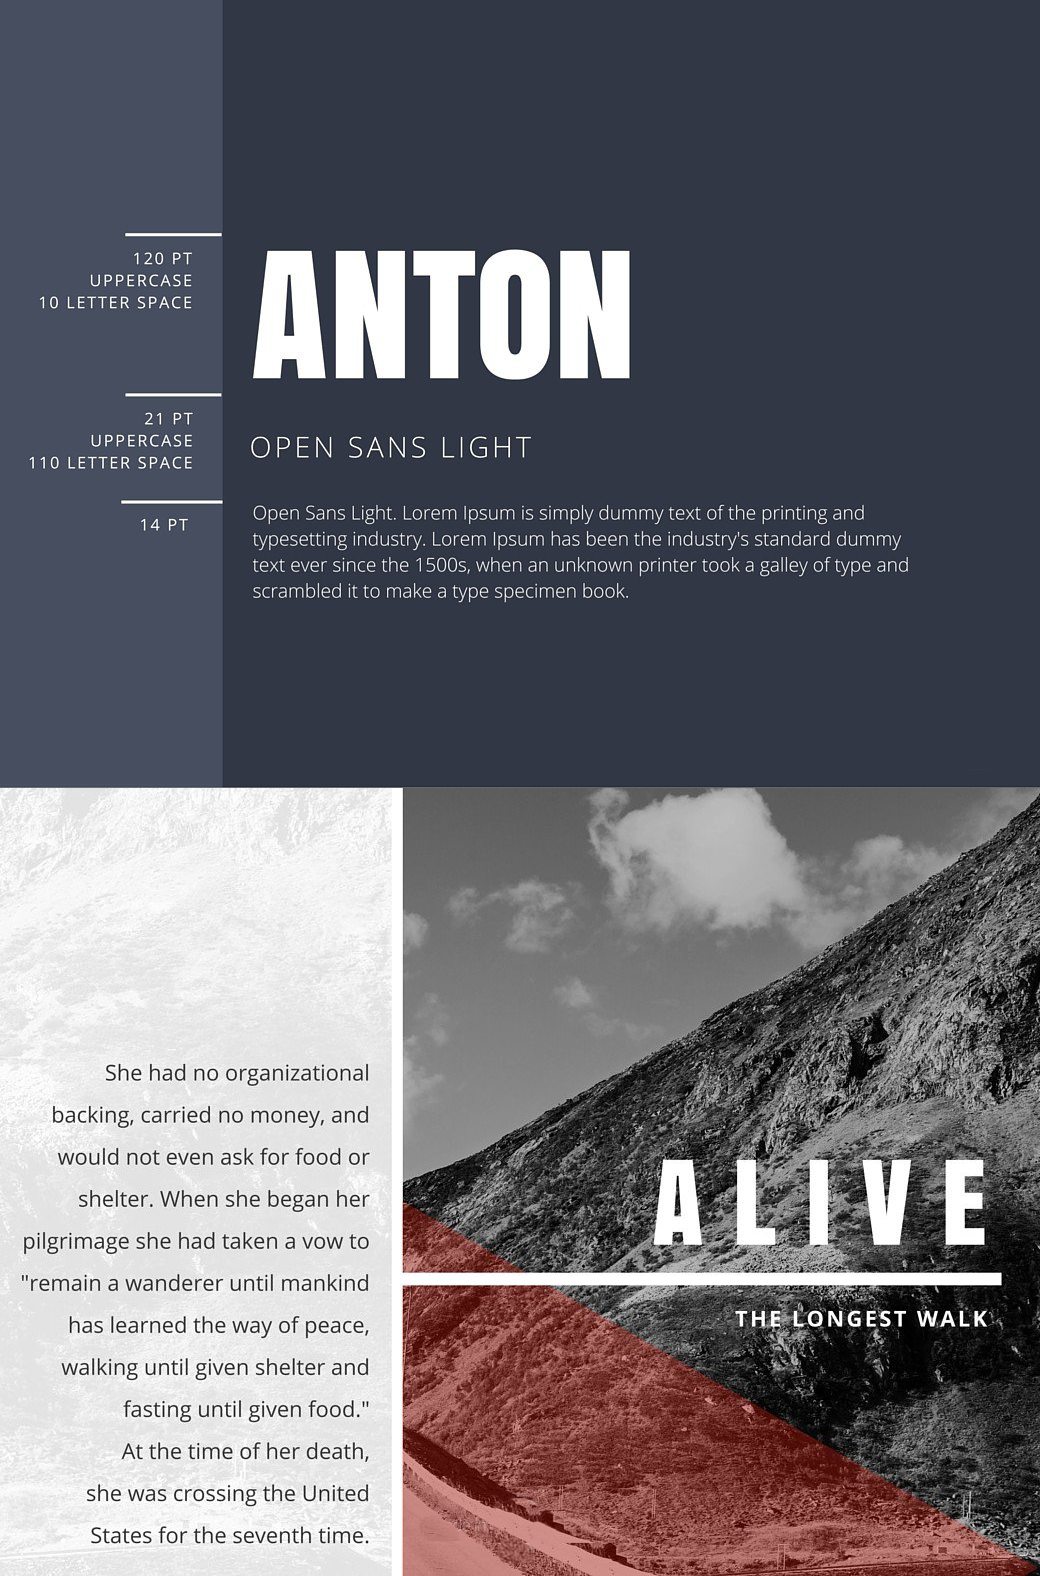 120 PT
UPPERCASE
10 LETTER SPACE
ANTON
21 PT
UPPERCASE
110 LETTER SPACE
OPEN SANS LIGHT
14 PT
Open Sans Light. Lorem Ipsum is simply dummy text of the printing and
typesetting industry. Lorem Ipsum has been the industry's standard dummy
text ever since the 1500s, when an unknown printer took a galley of type and
scrambled it to make a type specimen book.
She had no organizational
backing, carried no money, and
would not even ask for food or
shelter. When she began her
pilgrimage she had taken a vow to
"remain a wanderer until mankind
has learned the way of peace,
walking until given shelter and
fasting until given food."
At the time of her death,
she was crossing the United
States for the seventh time.
ALIVE
THE LONGEST WALK